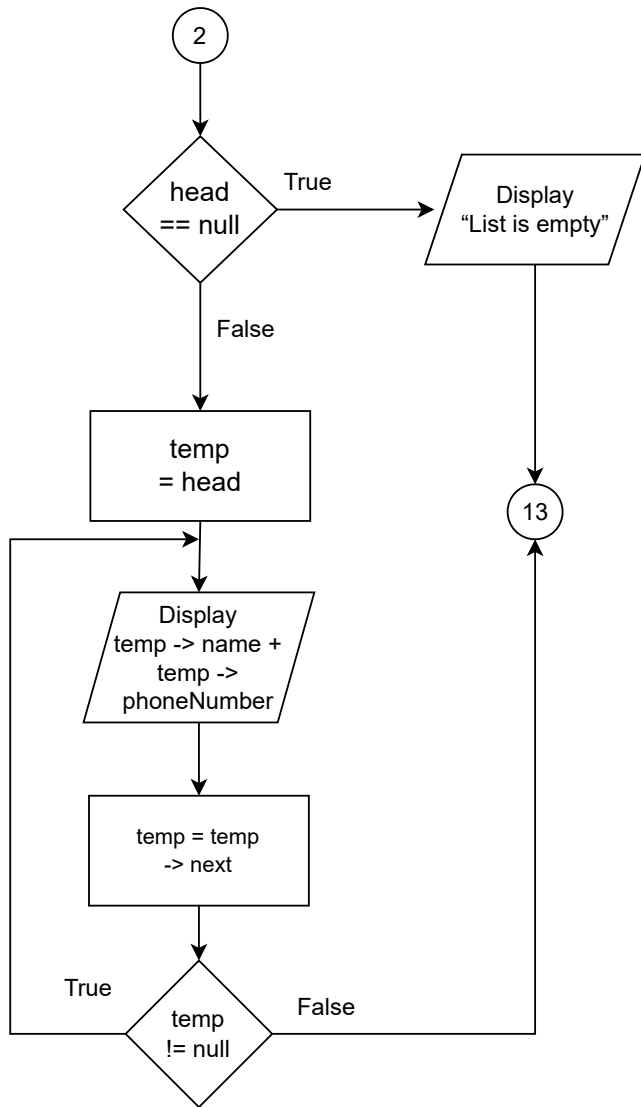 2
head
== null
True
Display
“List is empty”
False
temp
= head
13
Display
temp -> name +
temp ->
phoneNumber
temp = temp
-> next
True
temp
!= null
False